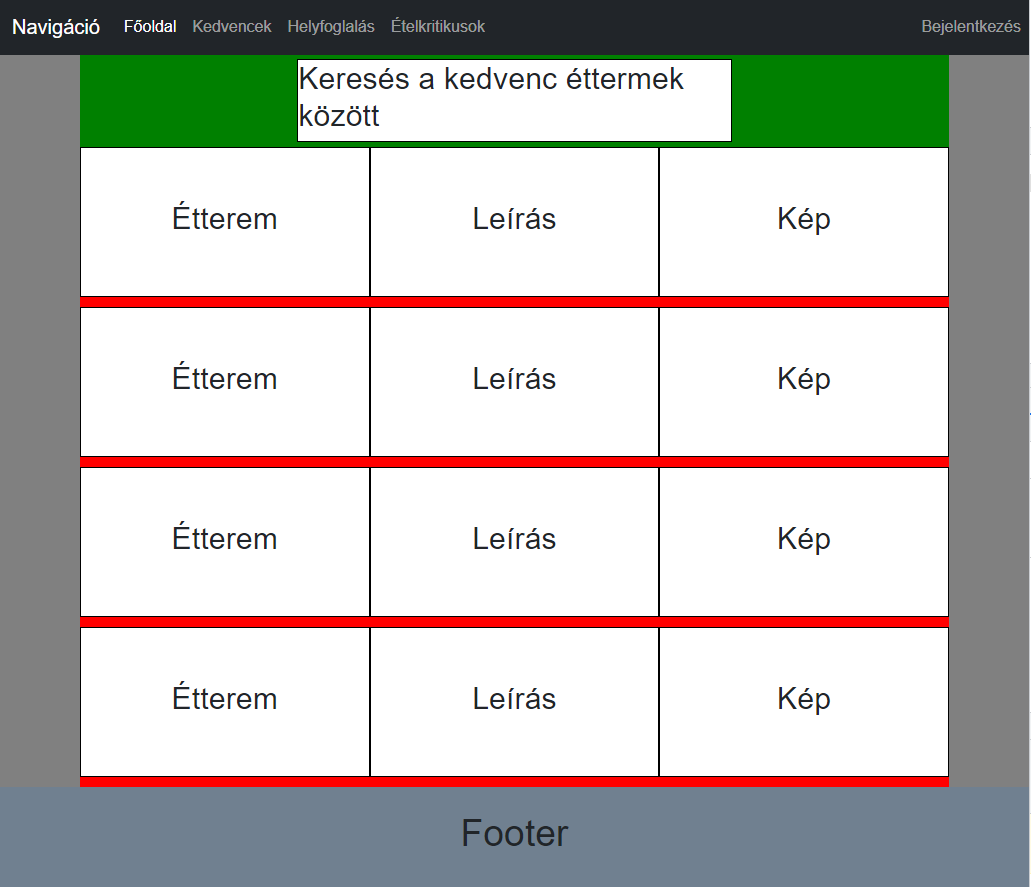 Navigáció Főoldal Kedvencek Helyfoglalás Ételkritikusok Bejelentkezés
Keresés a kedvenc éttermek
között
Étterem Leírás Kép
Étterem Leírás Kép
Étterem Leírás Kép
Étterem Leírás Kép
Footer